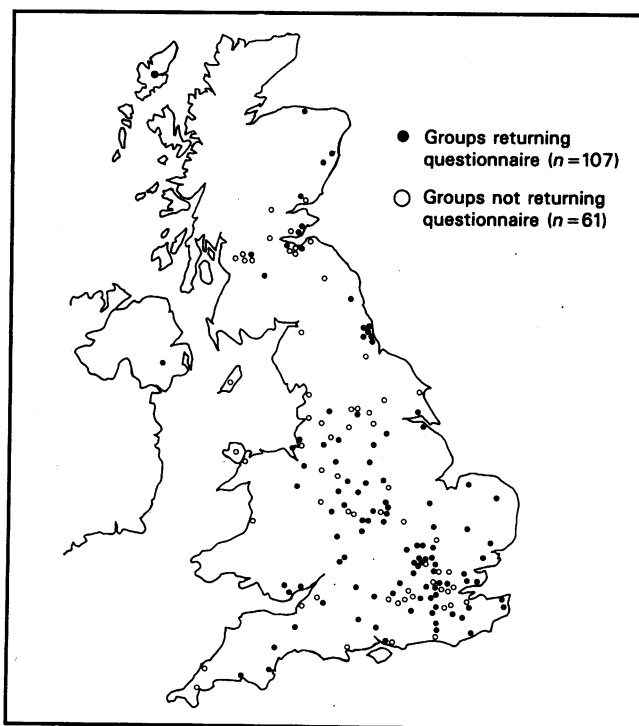 Groups returning
questionnaire (n=107)
Groups not returning
questionnaire (n=61)